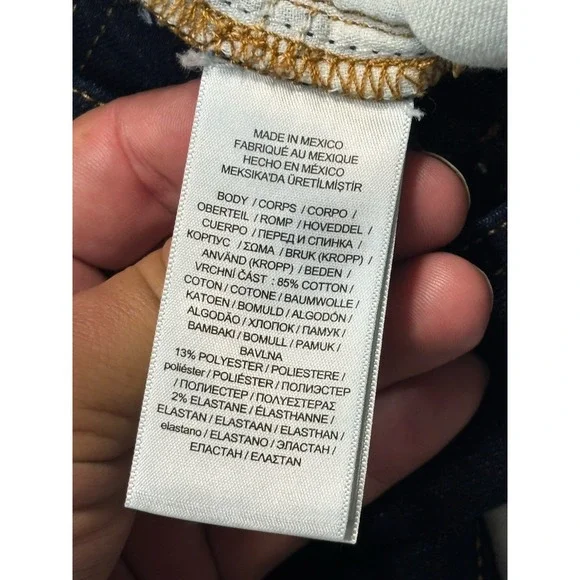 MADE IN MEXICO
FABRIQUÉ AU MEXIQUE
HECHO EN MÉXICO
MEKSIKA'DA ÜRETİLMİŞTİR
BODY / CORPS / CORPO /
OBERTEIL / ROMP / HOVEDDEL /
CUERPO / ПЕРЕД И СПИНКА /
КОРПУС / ΣΩΜΑ / BRUK (KROPP) /
ANVÄND (KROPP) / BEDEN /
VRCHNÍ ČÁST : 85% COTTON /
COTON / COTONE / BAUMWOLLE /
KATOEN / BOMULD / ALGODÓN /
ALGODÃO / ХЛОПОК / ПАМУК /
BAMBAKI / BOMULL / PAMUK /
BAVLNA
13% POLYESTER / POLIESTERE /
poliéster / POLIÉSTER / ПОЛИЭСТЕР
/ ПОЛИЕСТЕР / ΠΟΛΥΕΣΤΕΡΑΣ
2% ELASTANE / ÉLASTHANNE /
ELASTAN / ELASTAAN / ELASTHAN /
elastano / ELASTANO / ЭЛАСТАН /
ЕЛАСТАН / ΕΛΑΣΤΑΝ